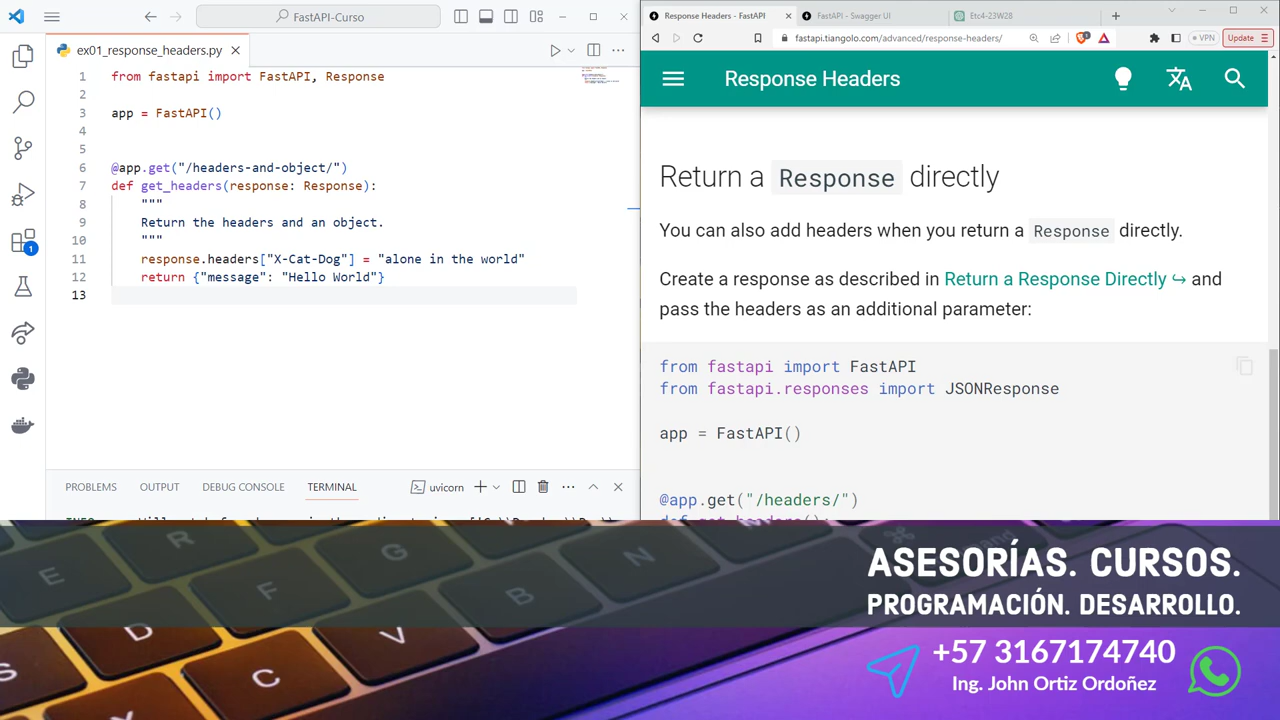 FastAPI-Curso
ex01_response_headers.py
1 from fastapi import FastAPI, Response
2
3 app = FastAPI()
4
5
6 @app.get("/headers-and-object/")
7 def get_headers(response: Response):
8 """
9 Return the headers and an object.
10 """
11 response.headers["X-Cat-Dog"] = "alone in the world"
12 return {"message": "Hello World"}
13
1
PROBLEMS OUTPUT DEBUG CONSOLE TERMINAL uvicorn
Response Headers - FastAPI
FastAPI - Swagger UI
Etc4-23W28
fastapi.tiangolo.com/advanced/response-headers/
VPN
Update
Response Headers
Return a Response directly
You can also add headers when you return a Response directly.
Create a response as described in Return a Response Directly ↪ and
pass the headers as an additional parameter:
from fastapi import FastAPI
from fastapi.responses import JSONResponse
app = FastAPI()
@app.get("/headers/")
ASESORÍAS. CURSOS.
PROGRAMACIÓN. DESARROLLO.
+57 3167174740
Ing. John Ortiz Ordoñez